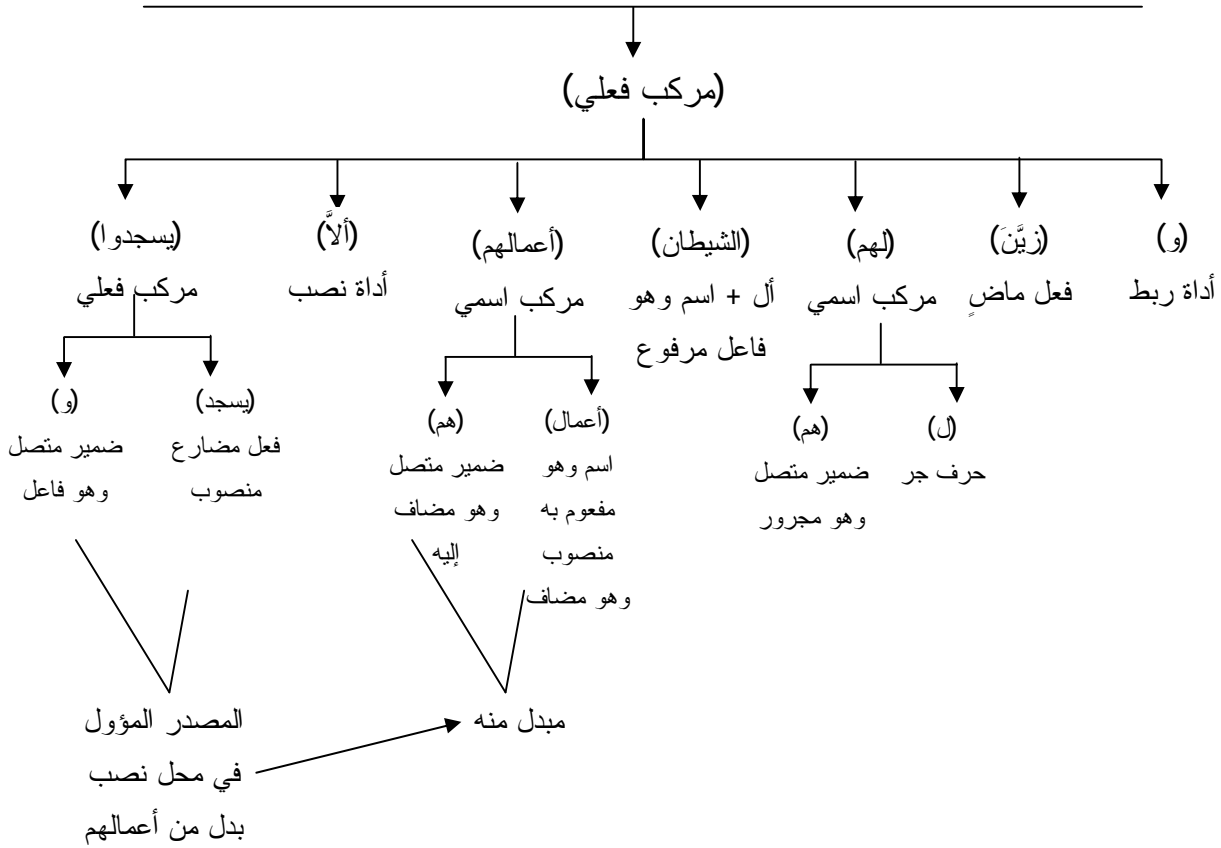 (مركب فعلي)
(و) (زيَّنَ) (لهم) (الشيطان) (أعمالهم) (ألاَّ) (يسجدوا)
أداة ربط فعل ماضٍ مركب اسمي أل + اسم وهو مركب اسمي أداة نصب مركب فعلي
فاعل مرفوع
(ل) (هم) (أعمال) (هم) (يسجد) (و)
حرف جر ضمير متصل اسم وهو ضمير متصل فعل مضارع ضمير متصل
وهو مجرور مفعوم به وهو مضاف منصوب وهو فاعل
منصوب إليه
وهو مضاف
مبدل منه المصدر المؤول
في محل نصب
بدل من أعمالهم